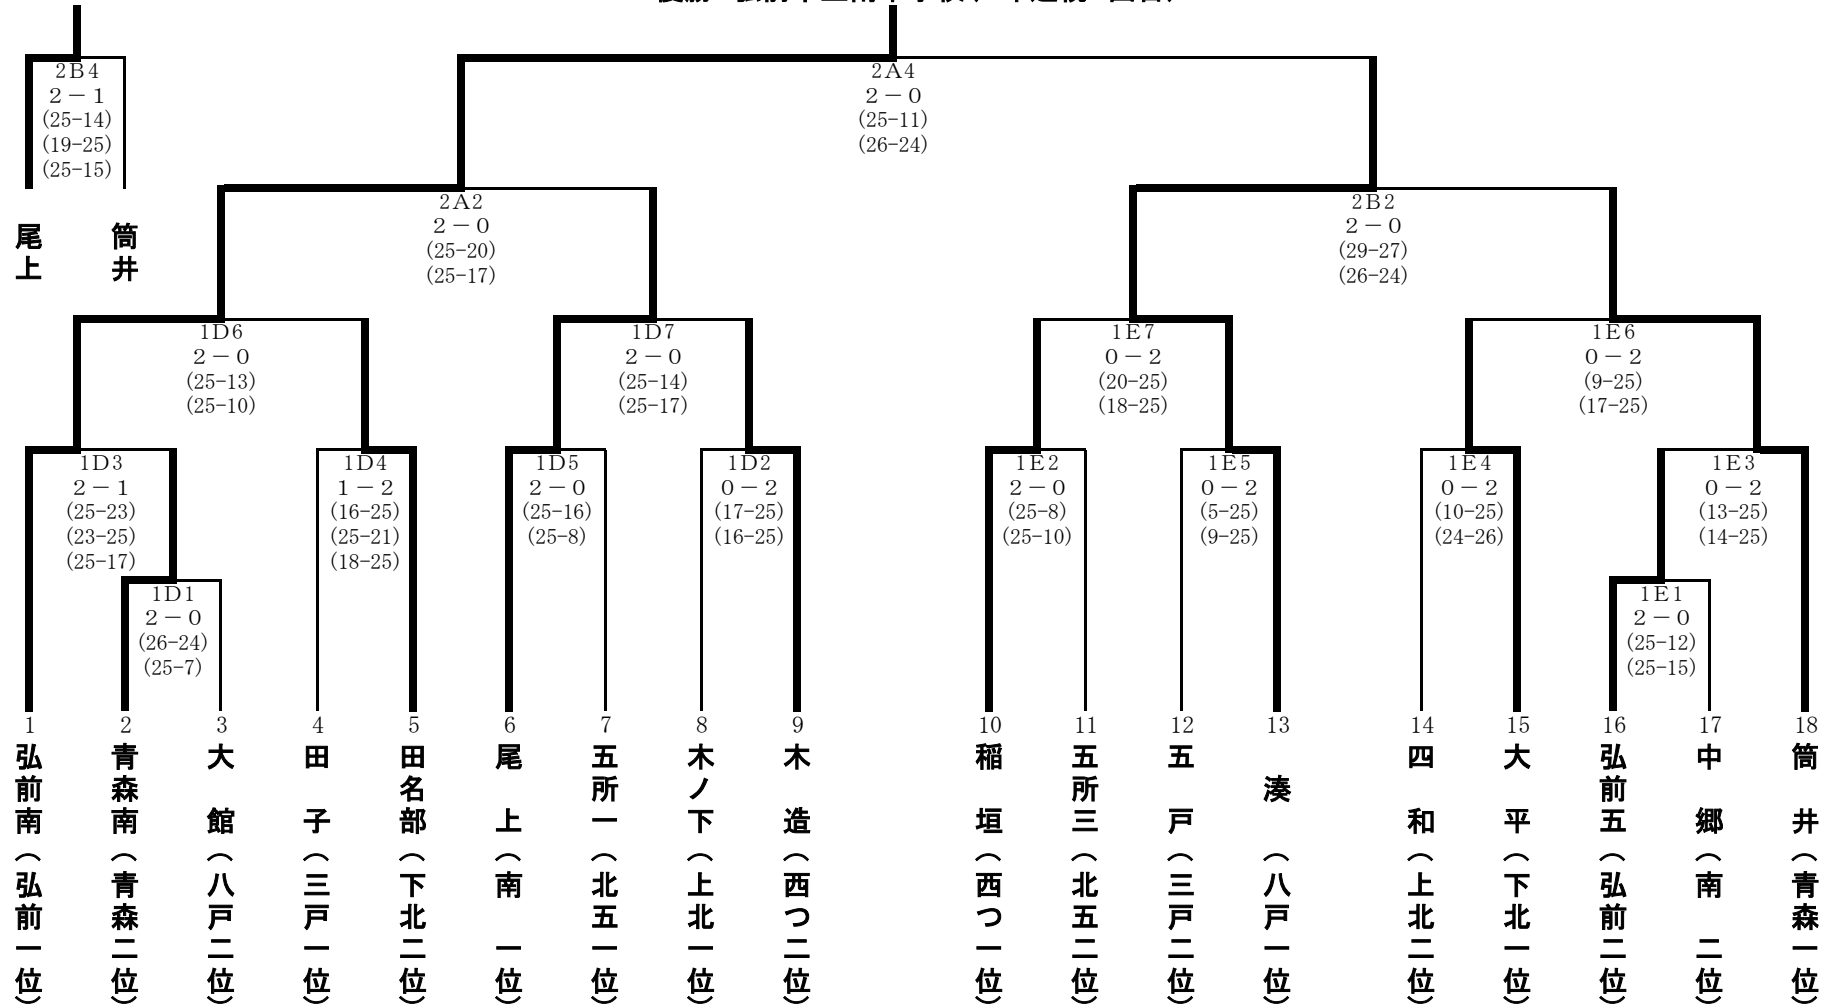 2B4
2－1
(25-14)
(19-25)
(25-15)
尾上
筒井
2A4
2－0
(25-11)
(26-24)
2A2
2－0
(25-20)
(25-17)
2B2
2－0
(29-27)
(26-24)
1D6
2－0
(25-13)
(25-10)
1D7
2－0
(25-14)
(25-17)
1E7
0－2
(20-25)
(18-25)
1E6
0－2
(9-25)
(17-25)
1D3
2－1
(25-23)
(23-25)
(25-17)
1D4
1－2
(16-25)
(25-21)
(18-25)
1D5
2－0
(25-16)
(25-8)
1D2
0－2
(17-25)
(16-25)
1E2
2－0
(25-8)
(25-10)
1E5
0－2
(5-25)
(9-25)
1E4
0－2
(10-25)
(24-26)
1E3
0－2
(13-25)
(14-25)
1D1
2－0
(26-24)
(25-7)
1E1
2－0
(25-12)
(25-15)
1
弘前南（弘前一位）
2
青森南（青森二位）
3
大　館（八戸二位）
4
田　子（三戸一位）
5
田名部（下北二位）
6
尾　上（南　一位）
7
五所一（北五一位）
8
木ノ下（上北一位）
9
木　造（西つ二位）
10
稲　垣（西つ一位）
11
五所三（北五二位）
12
五　戸（三戸二位）
13
湊（八戸一位）
14
四　和（上北二位）
15
大　平（下北一位）
16
弘前五（弘前二位）
17
中　郷（南　二位）
18
筒　井（青森一位）